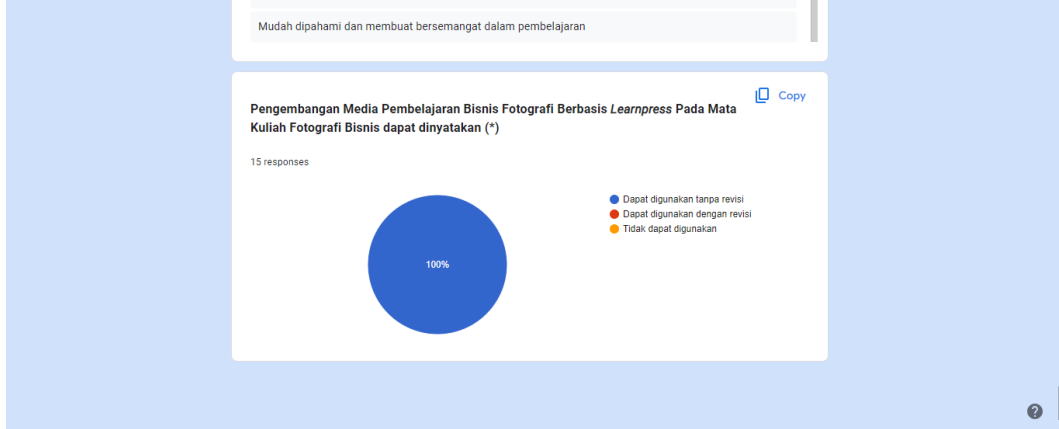 Mudah dipahami dan membuat bersemangat dalam pembelajaran
Copy
Pengembangan Media Pembelajaran Bisnis Fotografi Berbasis Learnpress Pada Mata
Kuliah Fotografi Bisnis dapat dinyatakan (*)
15 responses
Dapat digunakan tanpa revisi
Dapat digunakan dengan revisi
Tidak dapat digunakan
100%
?